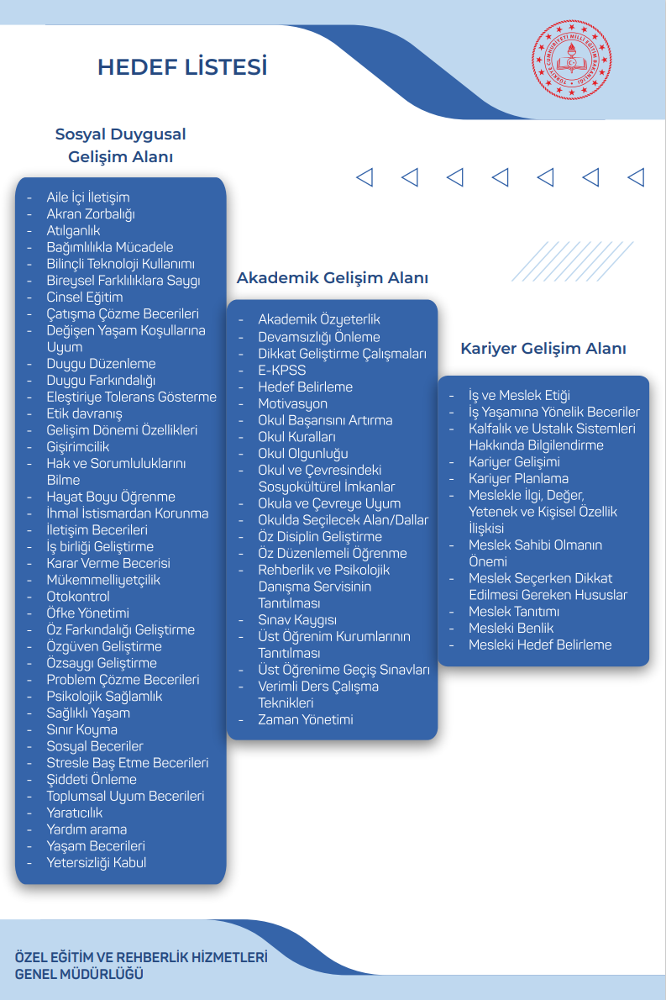 HEDEF LİSTESİ
TÜRKİYE CUMHURİYETİ MİLLÎ EĞİTİM BAKANLIĞI
Sosyal Duygusal
Gelişim Alanı
- Aile İçi İletişim
- Akran Zorbalığı
- Atılganlık
- Bağımlılıkla Mücadele
- Bilinçli Teknoloji Kullanımı
- Bireysel Farklılıklara Saygı
- Cinsel Eğitim
- Çatışma Çözme Becerileri
- Değişen Yaşam Koşullarına
Uyum
- Duygu Düzenleme
- Duygu Farkındalığı
- Eleştiriye Tolerans Gösterme
- Etik davranış
- Gelişim Dönemi Özellikleri
- Gişirimcilik
- Hak ve Sorumluluklarını
Bilme
- Hayat Boyu Öğrenme
- İhmal İstismardan Korunma
- İletişim Becerileri
- İş birliği Geliştirme
- Karar Verme Becerisi
- Mükemmelliyetçilik
- Otokontrol
- Öfke Yönetimi
- Öz Farkındalığı Geliştirme
- Özgüven Geliştirme
- Özsaygı Geliştirme
- Problem Çözme Becerileri
- Psikolojik Sağlamlık
- Sağlıklı Yaşam
- Sınır Koyma
- Sosyal Beceriler
- Stresle Baş Etme Becerileri
- Şiddeti Önleme
- Toplumsal Uyum Becerileri
- Yaratıcılık
- Yardım arama
- Yaşam Becerileri
- Yetersizliği Kabul
Akademik Gelişim Alanı
- Akademik Özyeterlik
- Devamsızlığı Önleme
- Dikkat Geliştirme Çalışmaları
- E-KPSS
- Hedef Belirleme
- Motivasyon
- Okul Başarısını Artırma
- Okul Kuralları
- Okul Olgunluğu
- Okul ve Çevresindeki
Sosyokültürel İmkanlar
- Okula ve Çevreye Uyum
- Okulda Seçilecek Alan/Dallar
- Öz Disiplin Geliştirme
- Öz Düzenlemeli Öğrenme
- Rehberlik ve Psikolojik
Danışma Servisinin
Tanıtılması
- Sınav Kaygısı
- Üst Öğrenim Kurumlarının
Tanıtılması
- Üst Öğrenime Geçiş Sınavları
- Verimli Ders Çalışma
Teknikleri
- Zaman Yönetimi
Kariyer Gelişim Alanı
- İş ve Meslek Etiği
- İş Yaşamına Yönelik Beceriler
- Kalfalık ve Ustalık Sistemleri
Hakkında Bilgilendirme
- Kariyer Gelişimi
- Kariyer Planlama
- Meslekle İlgi, Değer,
Yetenek ve Kişisel Özellik
İlişkisi
- Meslek Sahibi Olmanın
Önemi
- Meslek Seçerken Dikkat
Edilmesi Gereken Hususlar
- Meslek Tanıtımı
- Mesleki Benlik
- Mesleki Hedef Belirleme
ÖZEL EĞİTİM VE REHBERLİK HİZMETLERİ
GENEL MÜDÜRLÜĞÜ